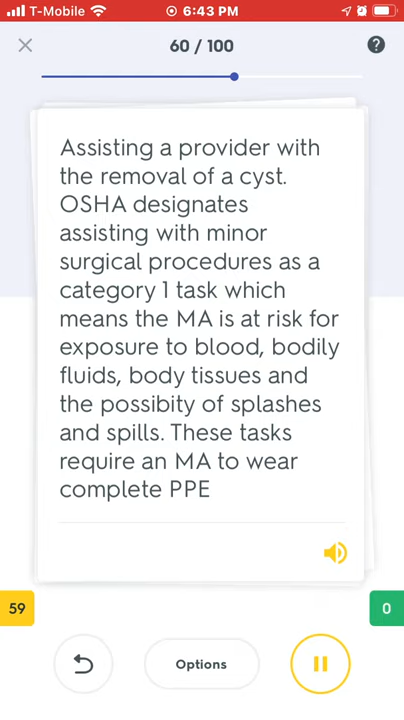 T-Mobile 6:43 PM
60 / 100
?
Assisting a provider with
the removal of a cyst.
OSHA designates
assisting with minor
surgical procedures as a
category 1 task which
means the MA is at risk for
exposure to blood, bodily
fluids, body tissues and
the possibity of splashes
and spills. These tasks
require an MA to wear
complete PPE
59
0
Options